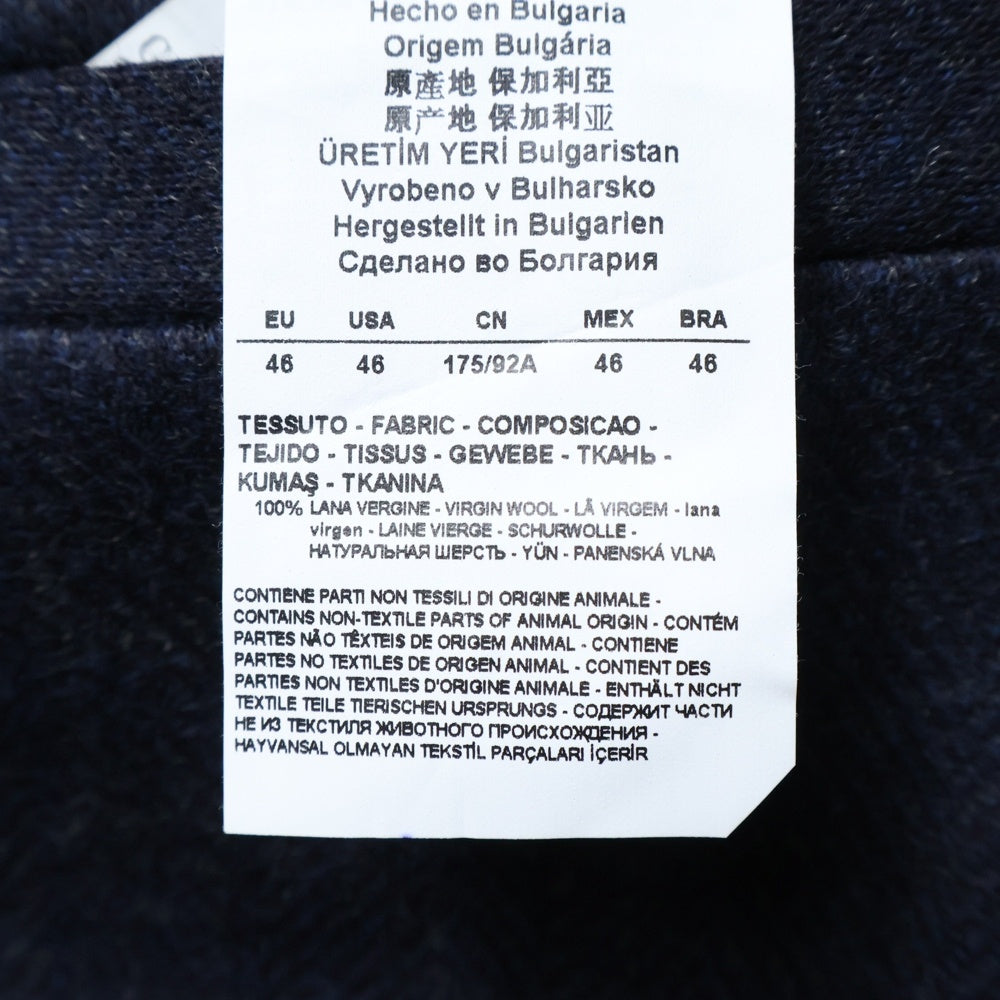 Hecho en Bulgaria
Origem Bulgária
原產地 保加利亞
原产地 保加利亚
ÜRETİM YERİ Bulgaristan
Vyrobeno v Bulharsko
Hergestellt in Bulgarien
Сделано во Болгария
EU USA CN MEX BRA
46 46 175/92A 46 46
TESSUTO - FABRIC - COMPOSICAO -
TEJIDO - TISSUS - GEWEBE - ТКАНЬ -
KUMAŞ - TKANINA
100% LANA VERGINE - VIRGIN WOOL - LÃ VIRGEM - lana
virgen - LAINE VIERGE - SCHURWOLLE -
НАТУРАЛЬНАЯ ШЕРСТЬ - YÜN - PANENSKÁ VLNA
CONTIENE PARTI NON TESSILI DI ORIGINE ANIMALE -
CONTAINS NON-TEXTILE PARTS OF ANIMAL ORIGIN - CONTÉM
PARTES NÃO TÊXTEIS DE ORIGEM ANIMAL - CONTIENE
PARTES NO TEXTILES DE ORIGEN ANIMAL - CONTIENT DES
PARTIES NON TEXTILES D'ORIGINE ANIMALE - ENTHÄLT NICHT
TEXTILE TEILE TIERISCHEN URSPRUNGS - СОДЕРЖИТ ЧАСТИ
НЕ ИЗ ТЕКСТИЛЯ ЖИВОТНОГО ПРОИСХОЖДЕНИЯ -
HAYVANSAL OLMAYAN TEKSTİL PARÇALARI İÇERİR